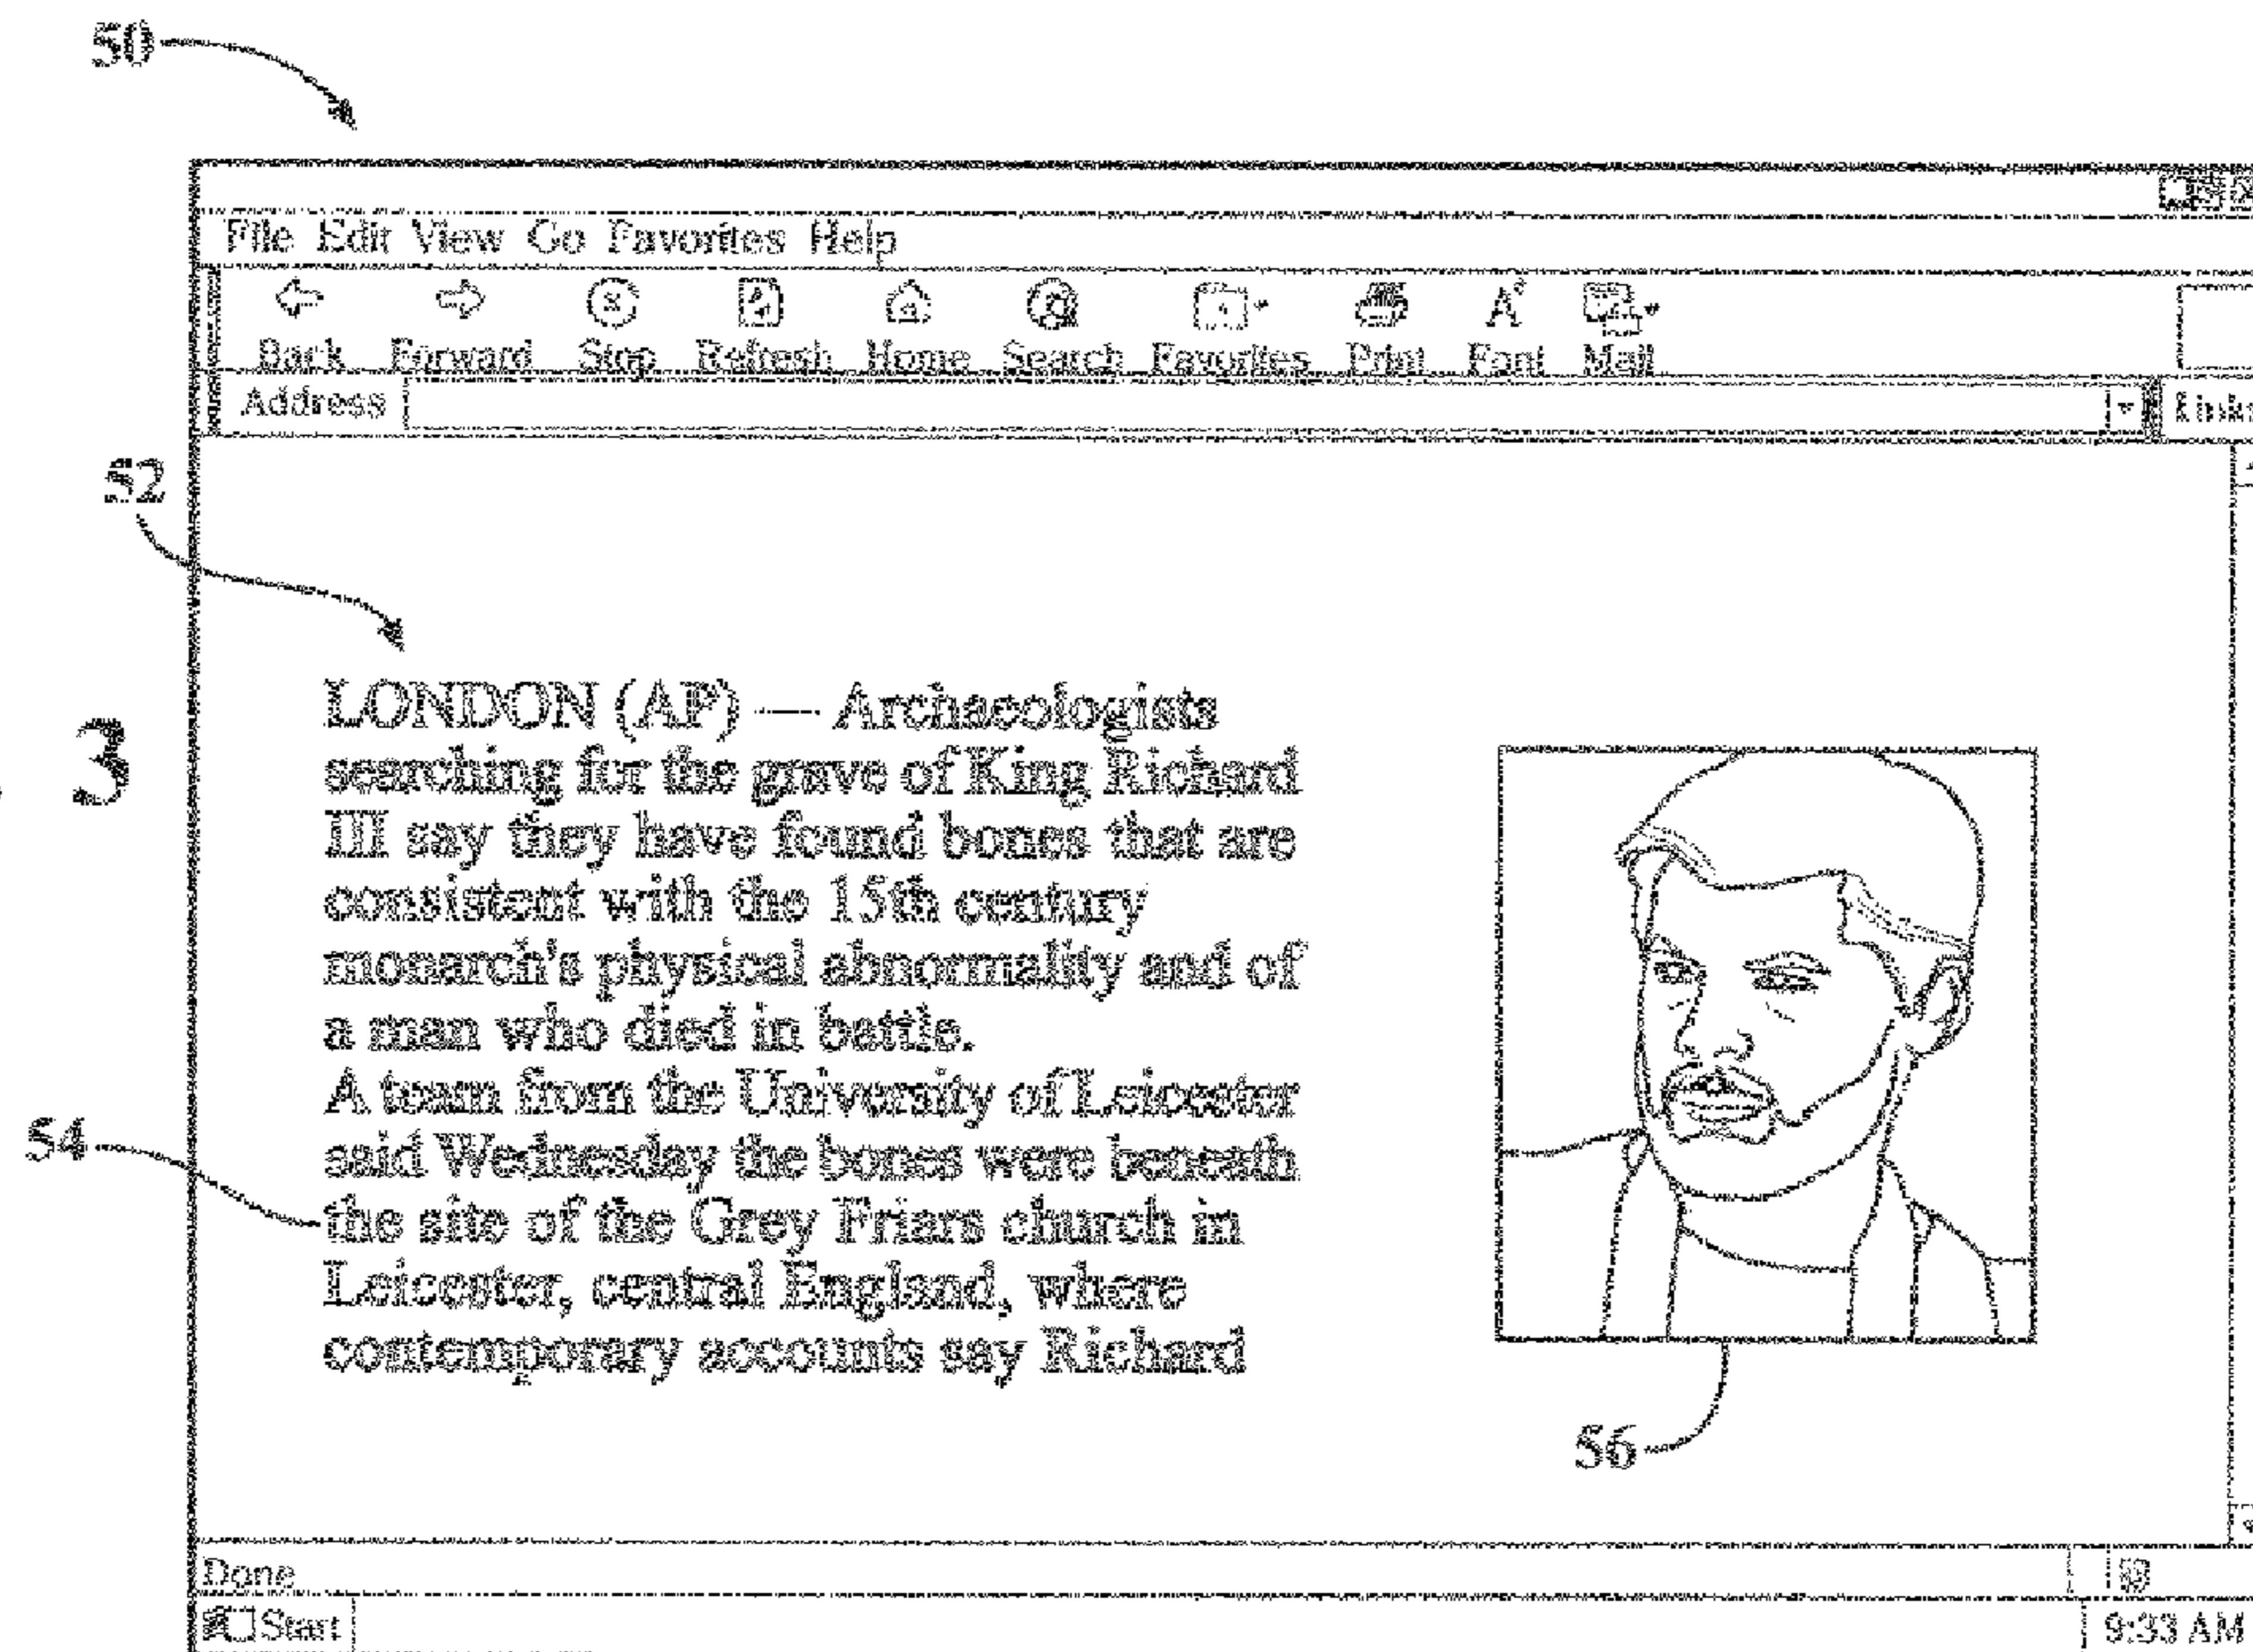 50
File Edit View Go Favorites Help
Back Forward Stop Refresh Home Search Favorites Print Font Mail
Address
Links
52
LONDON (AP) — Archaeologists
searching for the grave of King Richard
III say they have found bones that are
consistent with the 15th century
monarch's physical abnormality and of
a man who died in battle.
A team from the University of Leicester
said Wednesday the bones were beneath
the site of the Grey Friars church in
Leicester, central England, where
contemporary accounts say Richard
3
54
56
Done
Start
9:33 AM